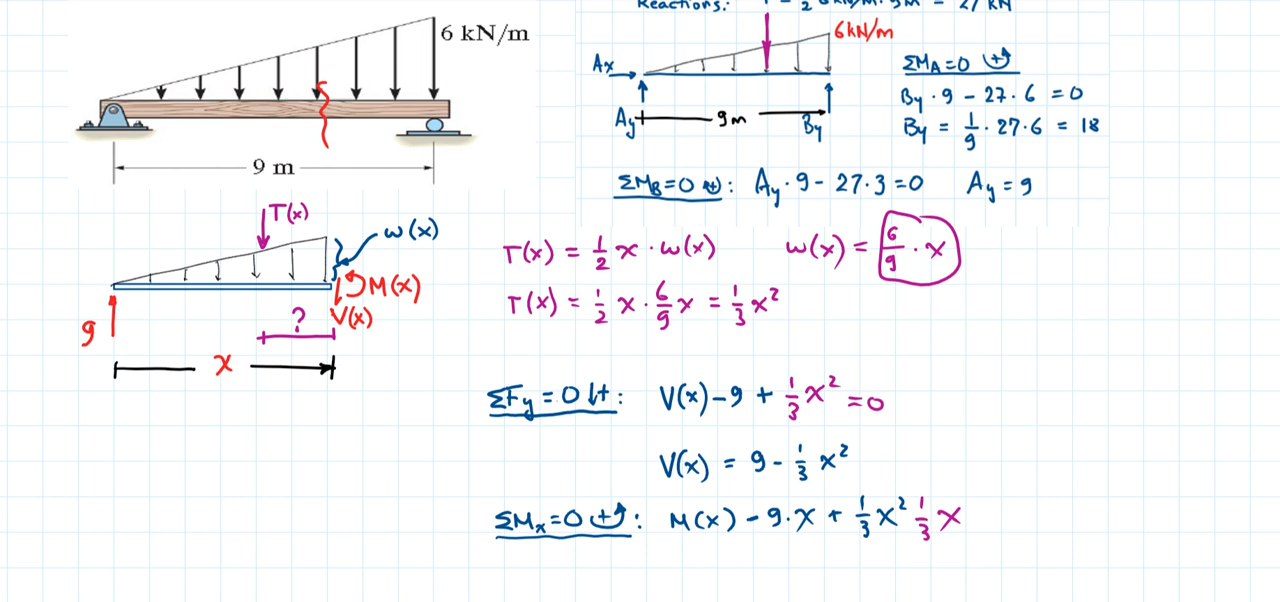 Reactions:
6 kN/m
6kN/m
Ax
ΣM_A=0
By · 9 - 27 · 6 = 0
Ay
9m
By
By = 1/9 · 27 · 6 = 18
9 m
ΣM_B=0 : Ay · 9 - 27 · 3 = 0 Ay = 9
T(x)
w(x)
T(x) = 1/2 x · w(x) w(x) = 6/9 · x
M(x)
T(x) = 1/2 x · 6/9 x = 1/3 x²
9
?
V(x)
x
ΣFy = 0 ↓+ : V(x) - 9 + 1/3 x² = 0
V(x) = 9 - 1/3 x²
ΣMx = 0 + : M(x) - 9 · x + 1/3 x² 1/3 x